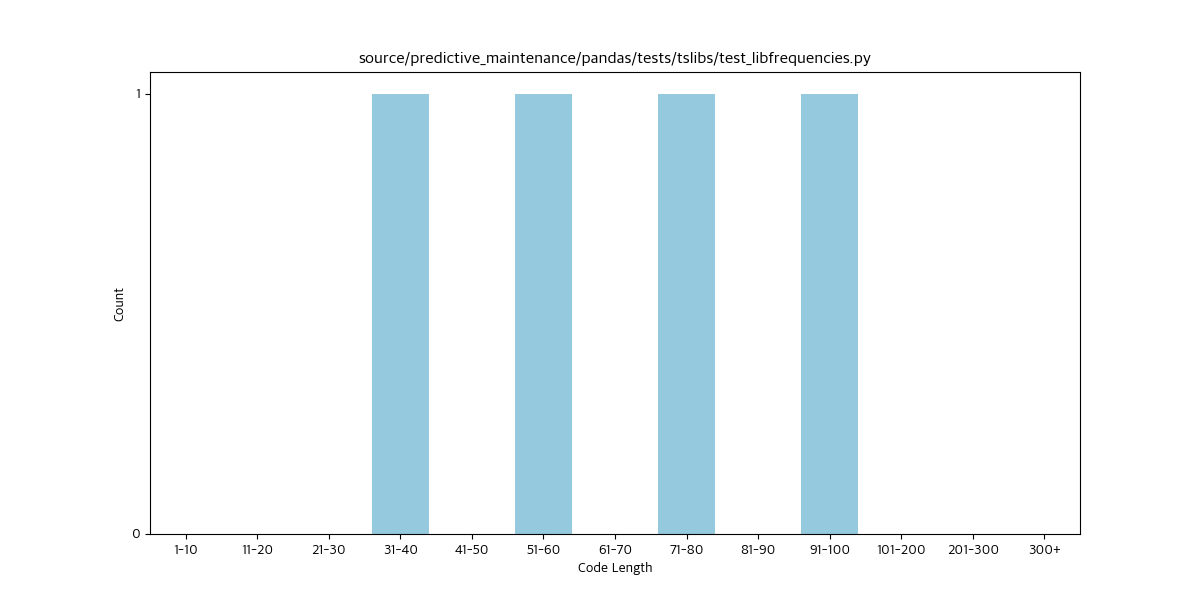 source/predictive_maintenance/pandas/tests/tslibs/test_libfrequencies.py
1
Count
0
1-10 11-20 21-30 31-40 41-50 51-60 61-70 71-80 81-90 91-100 101-200 201-300 300+
Code Length